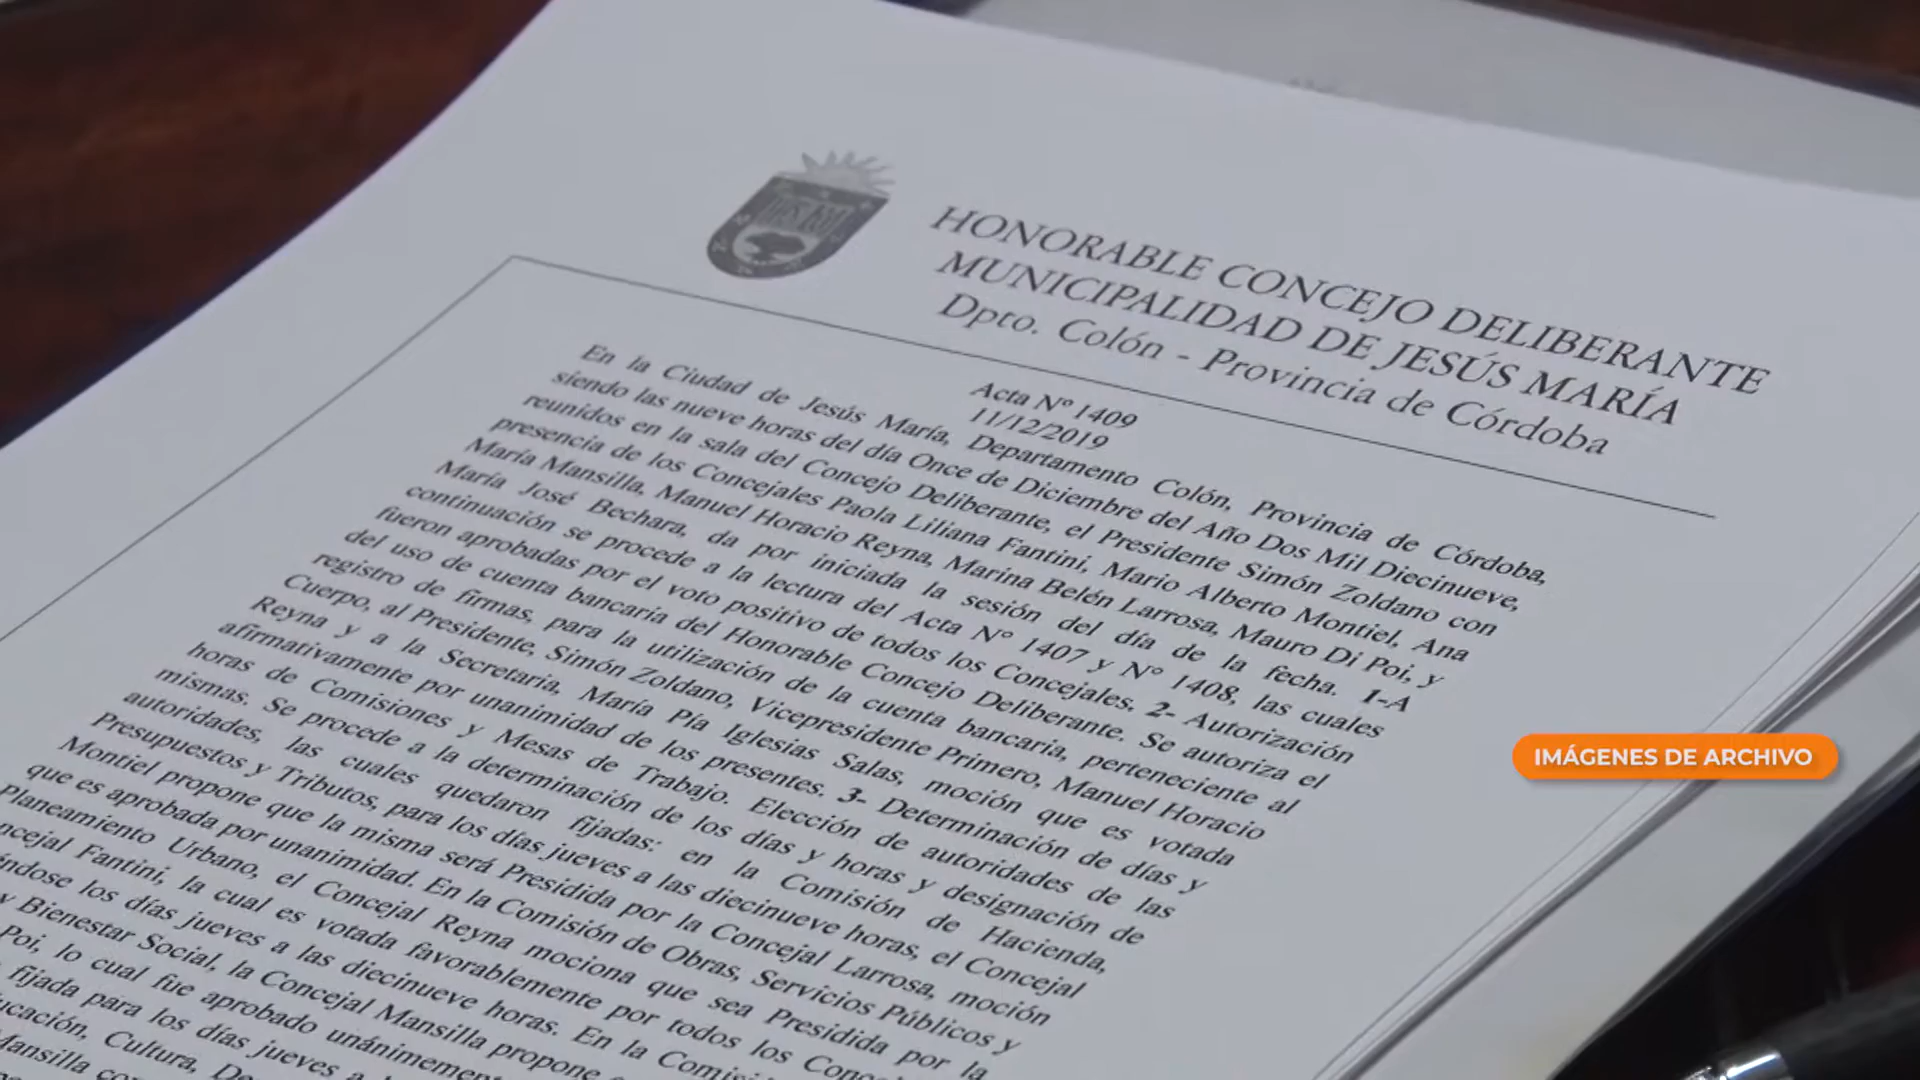 HONORABLE CONCEJO DELIBERANTE
MUNICIPALIDAD DE JESÚS MARÍA
Dpto. Colón - Provincia de Córdoba
Acta Nº 1409
11/12/2019
En la Ciudad de Jesús María, Departamento Colón, Provincia de Córdoba,
siendo las nueve horas del día Once de Diciembre del Año Dos Mil Diecinueve,
reunidos en la sala del Concejo Deliberante, el Presidente Simón Zoldano con
presencia de los Concejales Paola Liliana Fantini, Mario Alberto Montiel, Ana
María Mansilla, Manuel Horacio Reyna, Marina Belén Larrosa, Mauro Di Poi, y
María José Bechara, da por iniciada la sesión del día de la fecha. 1-A
continuación se procede a la lectura del Acta Nº 1407 y Nº 1408, las cuales
fueron aprobadas por el voto positivo de todos los Concejales. 2- Autorización
del uso de cuenta bancaria del Honorable Concejo Deliberante. Se autoriza el
registro de firmas, para la utilización de la cuenta bancaria, perteneciente al
Cuerpo, al Presidente, Simón Zoldano, Vicepresidente Primero, Manuel Horacio
Reyna y a la Secretaria, María Pía Iglesias Salas, moción que es votada
afirmativamente por unanimidad de los presentes. 3- Determinación de días y
horas de Comisiones y Mesas de Trabajo. Elección de autoridades de las
mismas. Se procede a la determinación de los días y horas y designación de
autoridades, las cuales quedaron fijadas: en la Comisión de Hacienda,
Presupuestos y Tributos, para los días jueves a las diecinueve horas, el Concejal
Montiel propone que la misma será Presidida por la Concejal Larrosa, moción
que es aprobada por unanimidad. En la Comisión de Obras, Servicios Públicos y
Planeamiento Urbano, el Concejal Reyna mociona que sea Presidida por la
ncejal Fantini, la cual es votada favorablemente por todos los Conce
ndose los días jueves a las diecinueve horas. En la Comisi
y Bienestar Social, la Concejal Mansilla propone
Poi, lo cual fue aprobado unánimement
fijada para los días jueves a
ucación, Cultura, De
Mansilla
IMÁGENES DE ARCHIVO